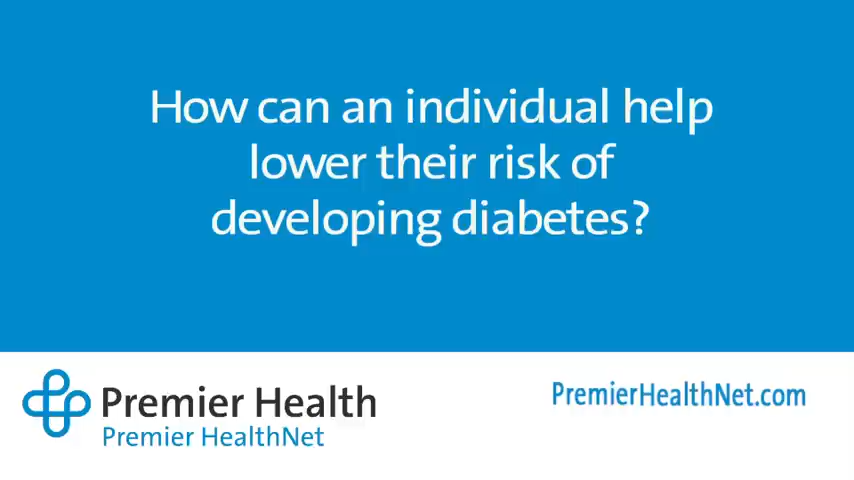 How can an individual help
lower their risk of
developing diabetes?
Premier Health
Premier HealthNet
PremierHealthNet.com